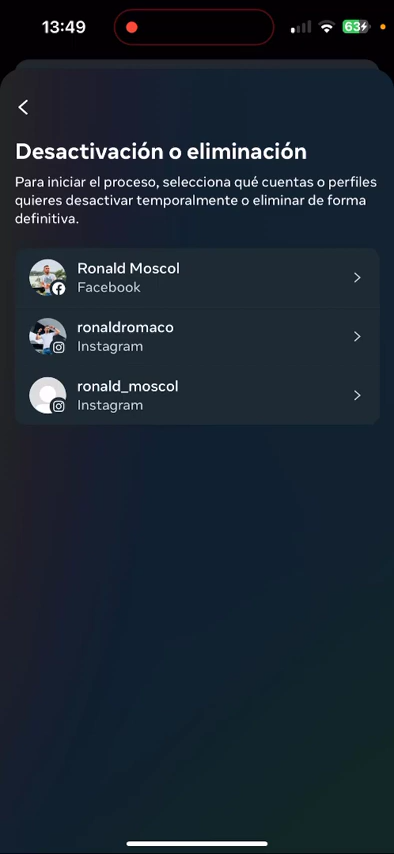 13:49
63
Desactivación o eliminación
Para iniciar el proceso, selecciona qué cuentas o perfiles
quieres desactivar temporalmente o eliminar de forma
definitiva.
Ronald Moscol
Facebook
ronaldromaco
Instagram
ronald_moscol
Instagram